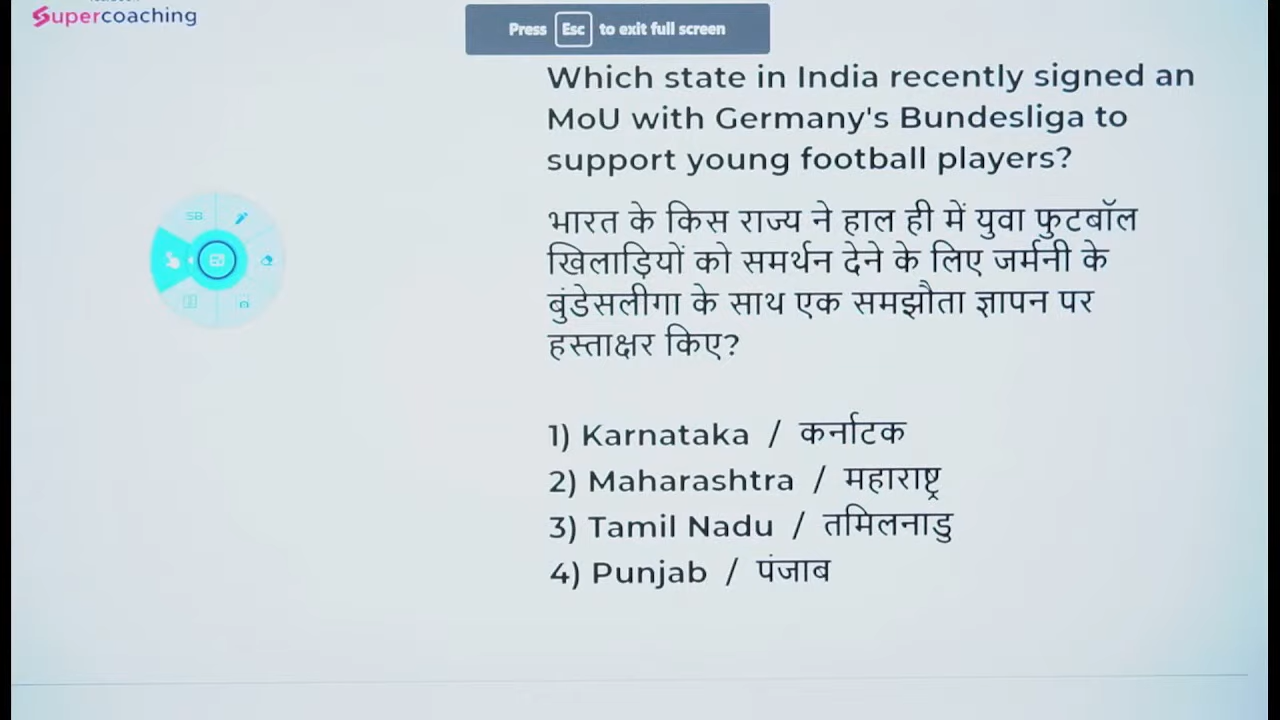 Supercoaching
Press Esc to exit full screen
Which state in India recently signed an
MoU with Germany's Bundesliga to
support young football players?
भारत के किस राज्य ने हाल ही में युवा फुटबॉल
खिलाड़ियों को समर्थन देने के लिए जर्मनी के
बुंडेसलीगा के साथ एक समझौता ज्ञापन पर
हस्ताक्षर किए?
1) Karnataka / कर्नाटक
2) Maharashtra / महाराष्ट्र
3) Tamil Nadu / तमिलनाडु
4) Punjab / पंजाब